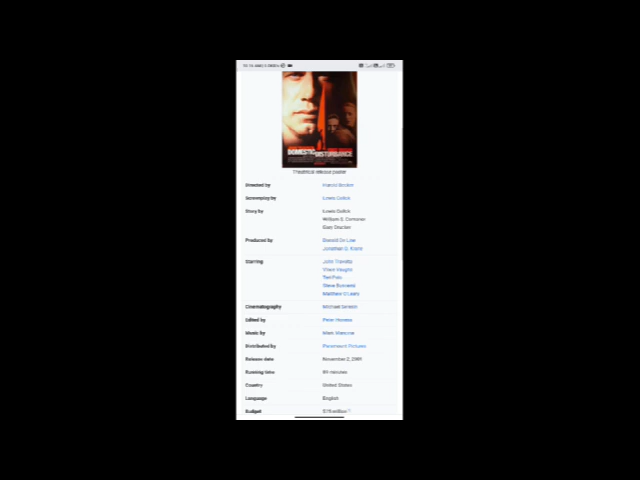 DOMESTIC DISTURBANCE
Theatrical release poster
Directed by Harold Becker
Screenplay by Lewis Colick
Story by Lewis Colick
William S. Comanor
Gary Drucker
Produced by Donald De Line
Jonathan D. Krane
Starring John Travolta
Vince Vaughn
Teri Polo
Steve Buscemi
Matthew O'Leary
Cinematography Michael Seresin
Edited by Peter Honess
Music by Mark Mancina
Distributed by Paramount Pictures
Release date November 2, 2001
Running time 89 minutes
Country United States
Language English
Budget